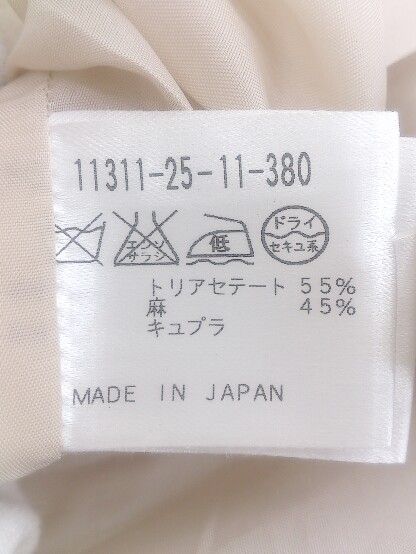 11311-25-11-380
エンソ
サラシ
低
ドライ
セキユ系
トリアセテート 55%
麻 45%
キュプラ
MADE IN JAPAN